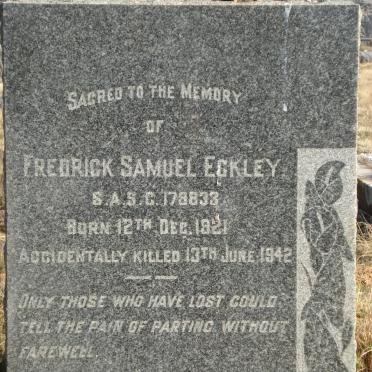 SACRED TO THE MEMORY
OF
FREDRICK SAMUEL ECKLEY.
S.A.S.C. 178833
BORN 12TH DEC. 1921
ACCIDENTALLY KILLED 13TH JUNE 1942
ONLY THOSE WHO HAVE LOST COULD
TELL THE PAIN OF PARTING WITHOUT
FAREWELL.